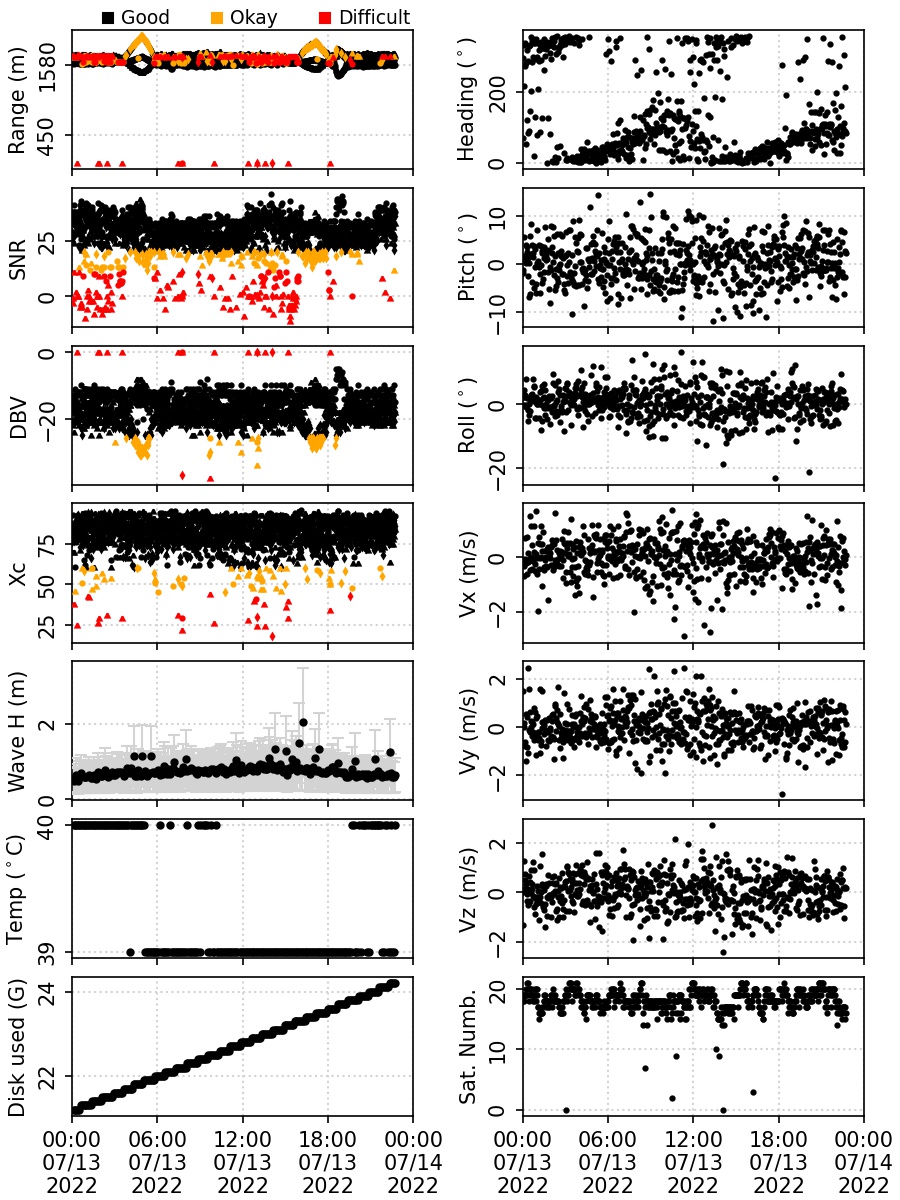 Good Okay Difficult
Range (m)
1580
450
SNR
25
0
DBV
0
−20
Xc
75
50
25
Wave H (m)
2
0
Temp (°C)
40
39
Disk used (G)
24
22
00:00 06:00 12:00 18:00 00:00
07/13 07/13 07/13 07/13 07/14
2022 2022 2022 2022 2022
Heading (°)
200
0
Pitch (°)
10
0
−10
Roll (°)
0
−20
Vx (m/s)
0
−2
Vy (m/s)
2
0
−2
Vz (m/s)
2
0
−2
Sat. Numb.
20
10
0
00:00 06:00 12:00 18:00 00:00
07/13 07/13 07/13 07/13 07/14
2022 2022 2022 2022 2022